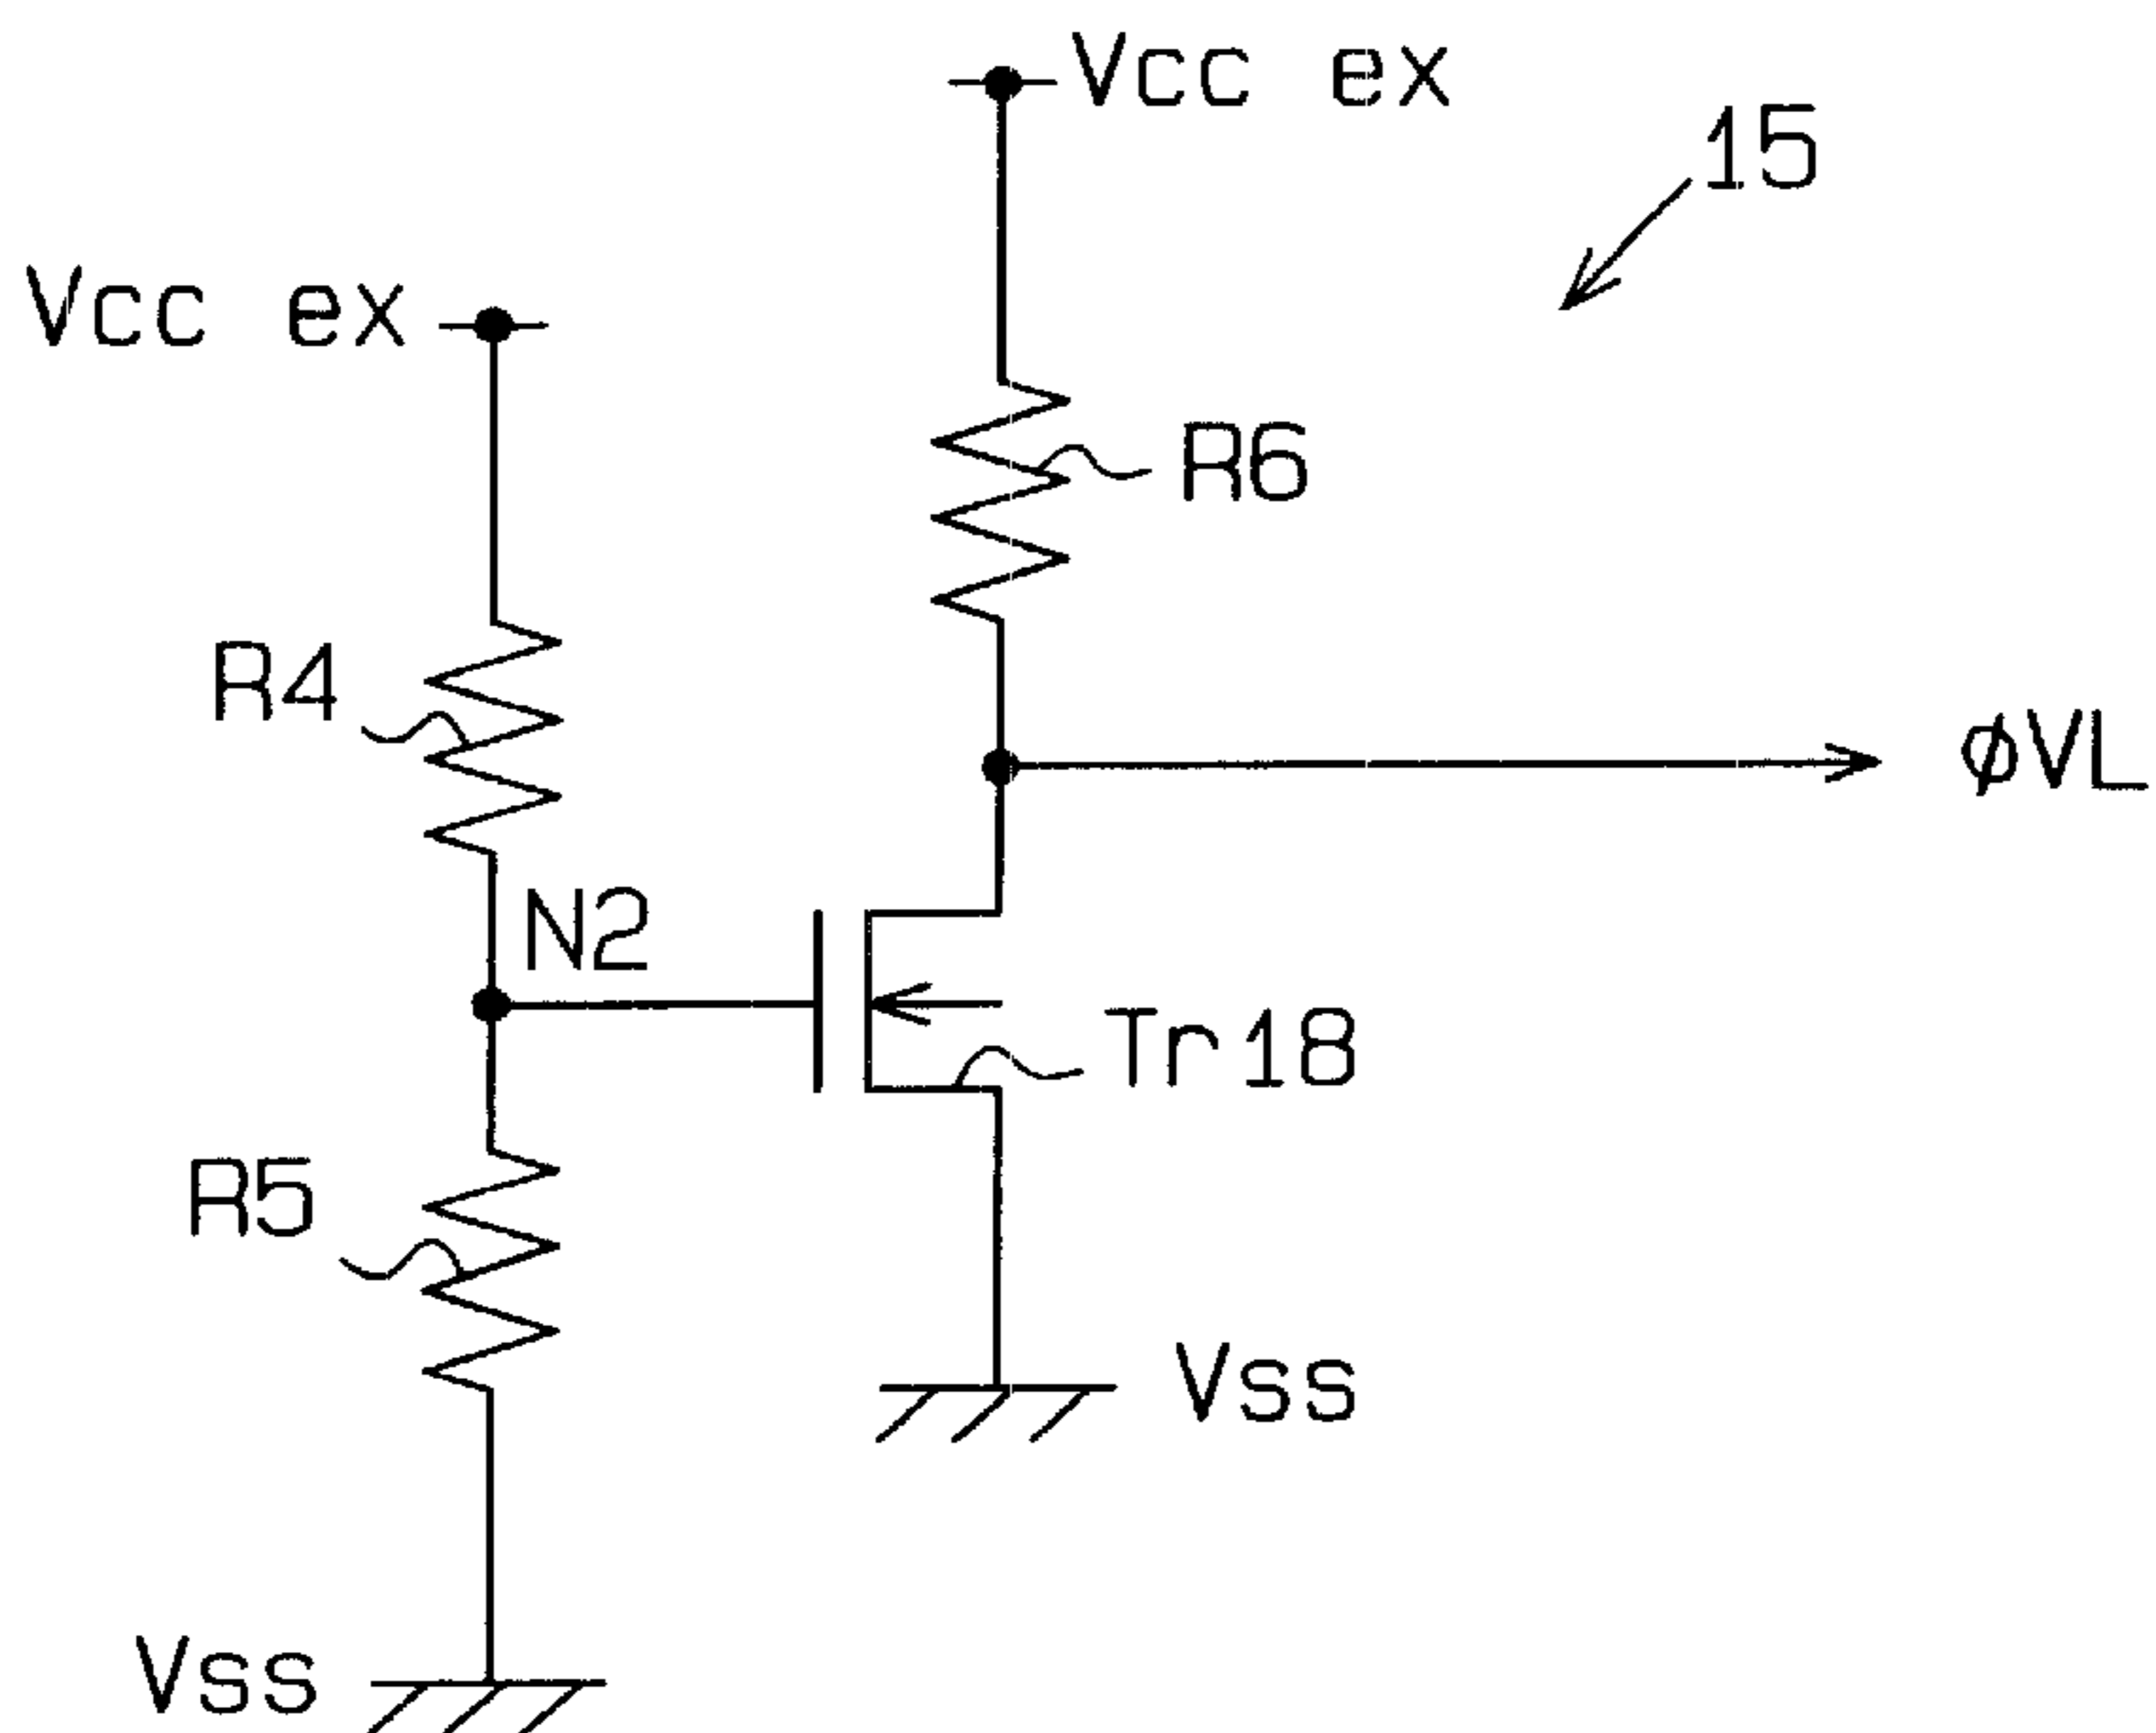 Vcc ex
15
Vcc ex
R6
R4
φVL
N2
Tr18
R5
Vss
Vss